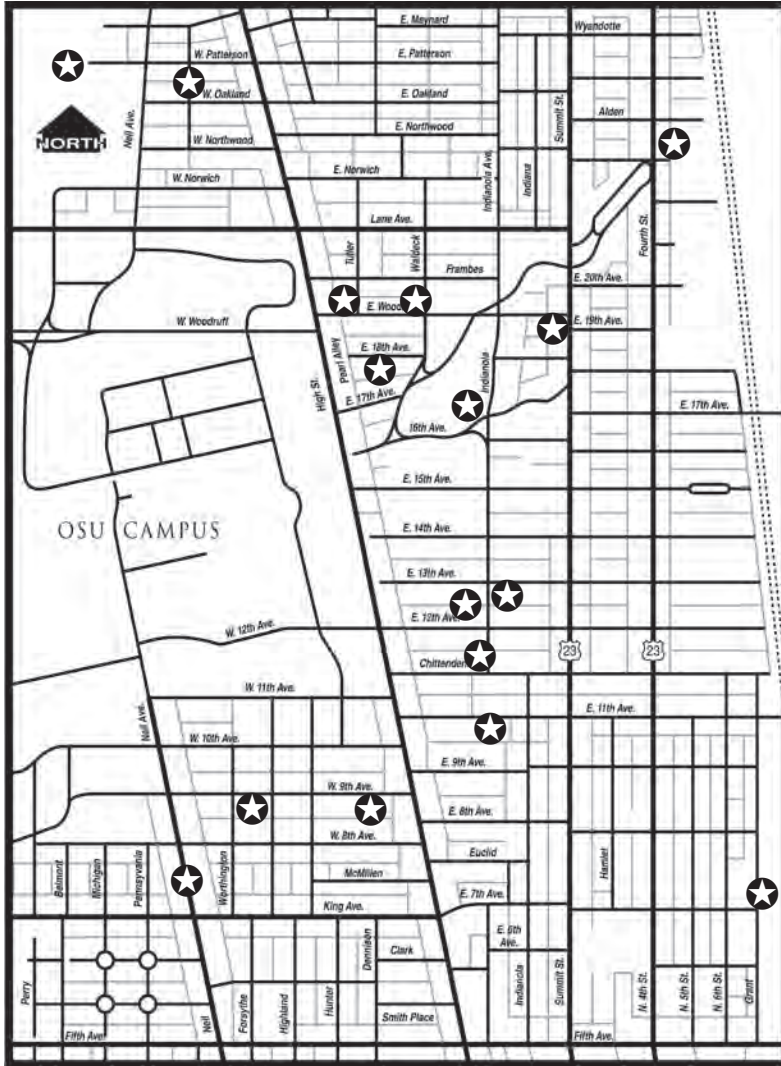 E. Maynard
Wyandotte
W. Patterson
E. Patterson
W. Oakland
E. Oakland
Alden
Neil Ave.
Summit St.
NORTH
E. Northwood
W. Northwood
Indianola Ave.
Indiana
W. Norwich
E. Norwich
Lane Ave.
Fourth St.
Tuller
Waldeck
Frambes
E. 20th Ave.
E. Wood
W. Woodruff
E. 19th Ave.
Pearl Alley
E. 18th Ave.
Indianola
High St.
E. 17th Ave.
E. 17th Ave.
16th Ave.
E. 15th Ave.
OSU CAMPUS
E. 14th Ave.
E. 13th Ave.
E. 12th Ave.
W. 12th Ave.
23
23
Chittenden
W. 11th Ave.
Neil Ave.
E. 11th Ave.
W. 10th Ave.
E. 9th Ave.
W. 9th Ave.
E. 8th Ave.
W. 8th Ave.
Euclid
Hamlet
Belmont
Michigan
Pennsylvania
Worthington
McMillen
E. 7th Ave.
King Ave.
E. 6th
Ave.
Dennison
Clark
Perry
Forsythe
Highland
Hunter
Indianola
Summit St.
N. 4th St.
N. 5th St.
N. 6th St.
Grant
Neil
Smith Place
Fifth Ave.
Fifth Ave.